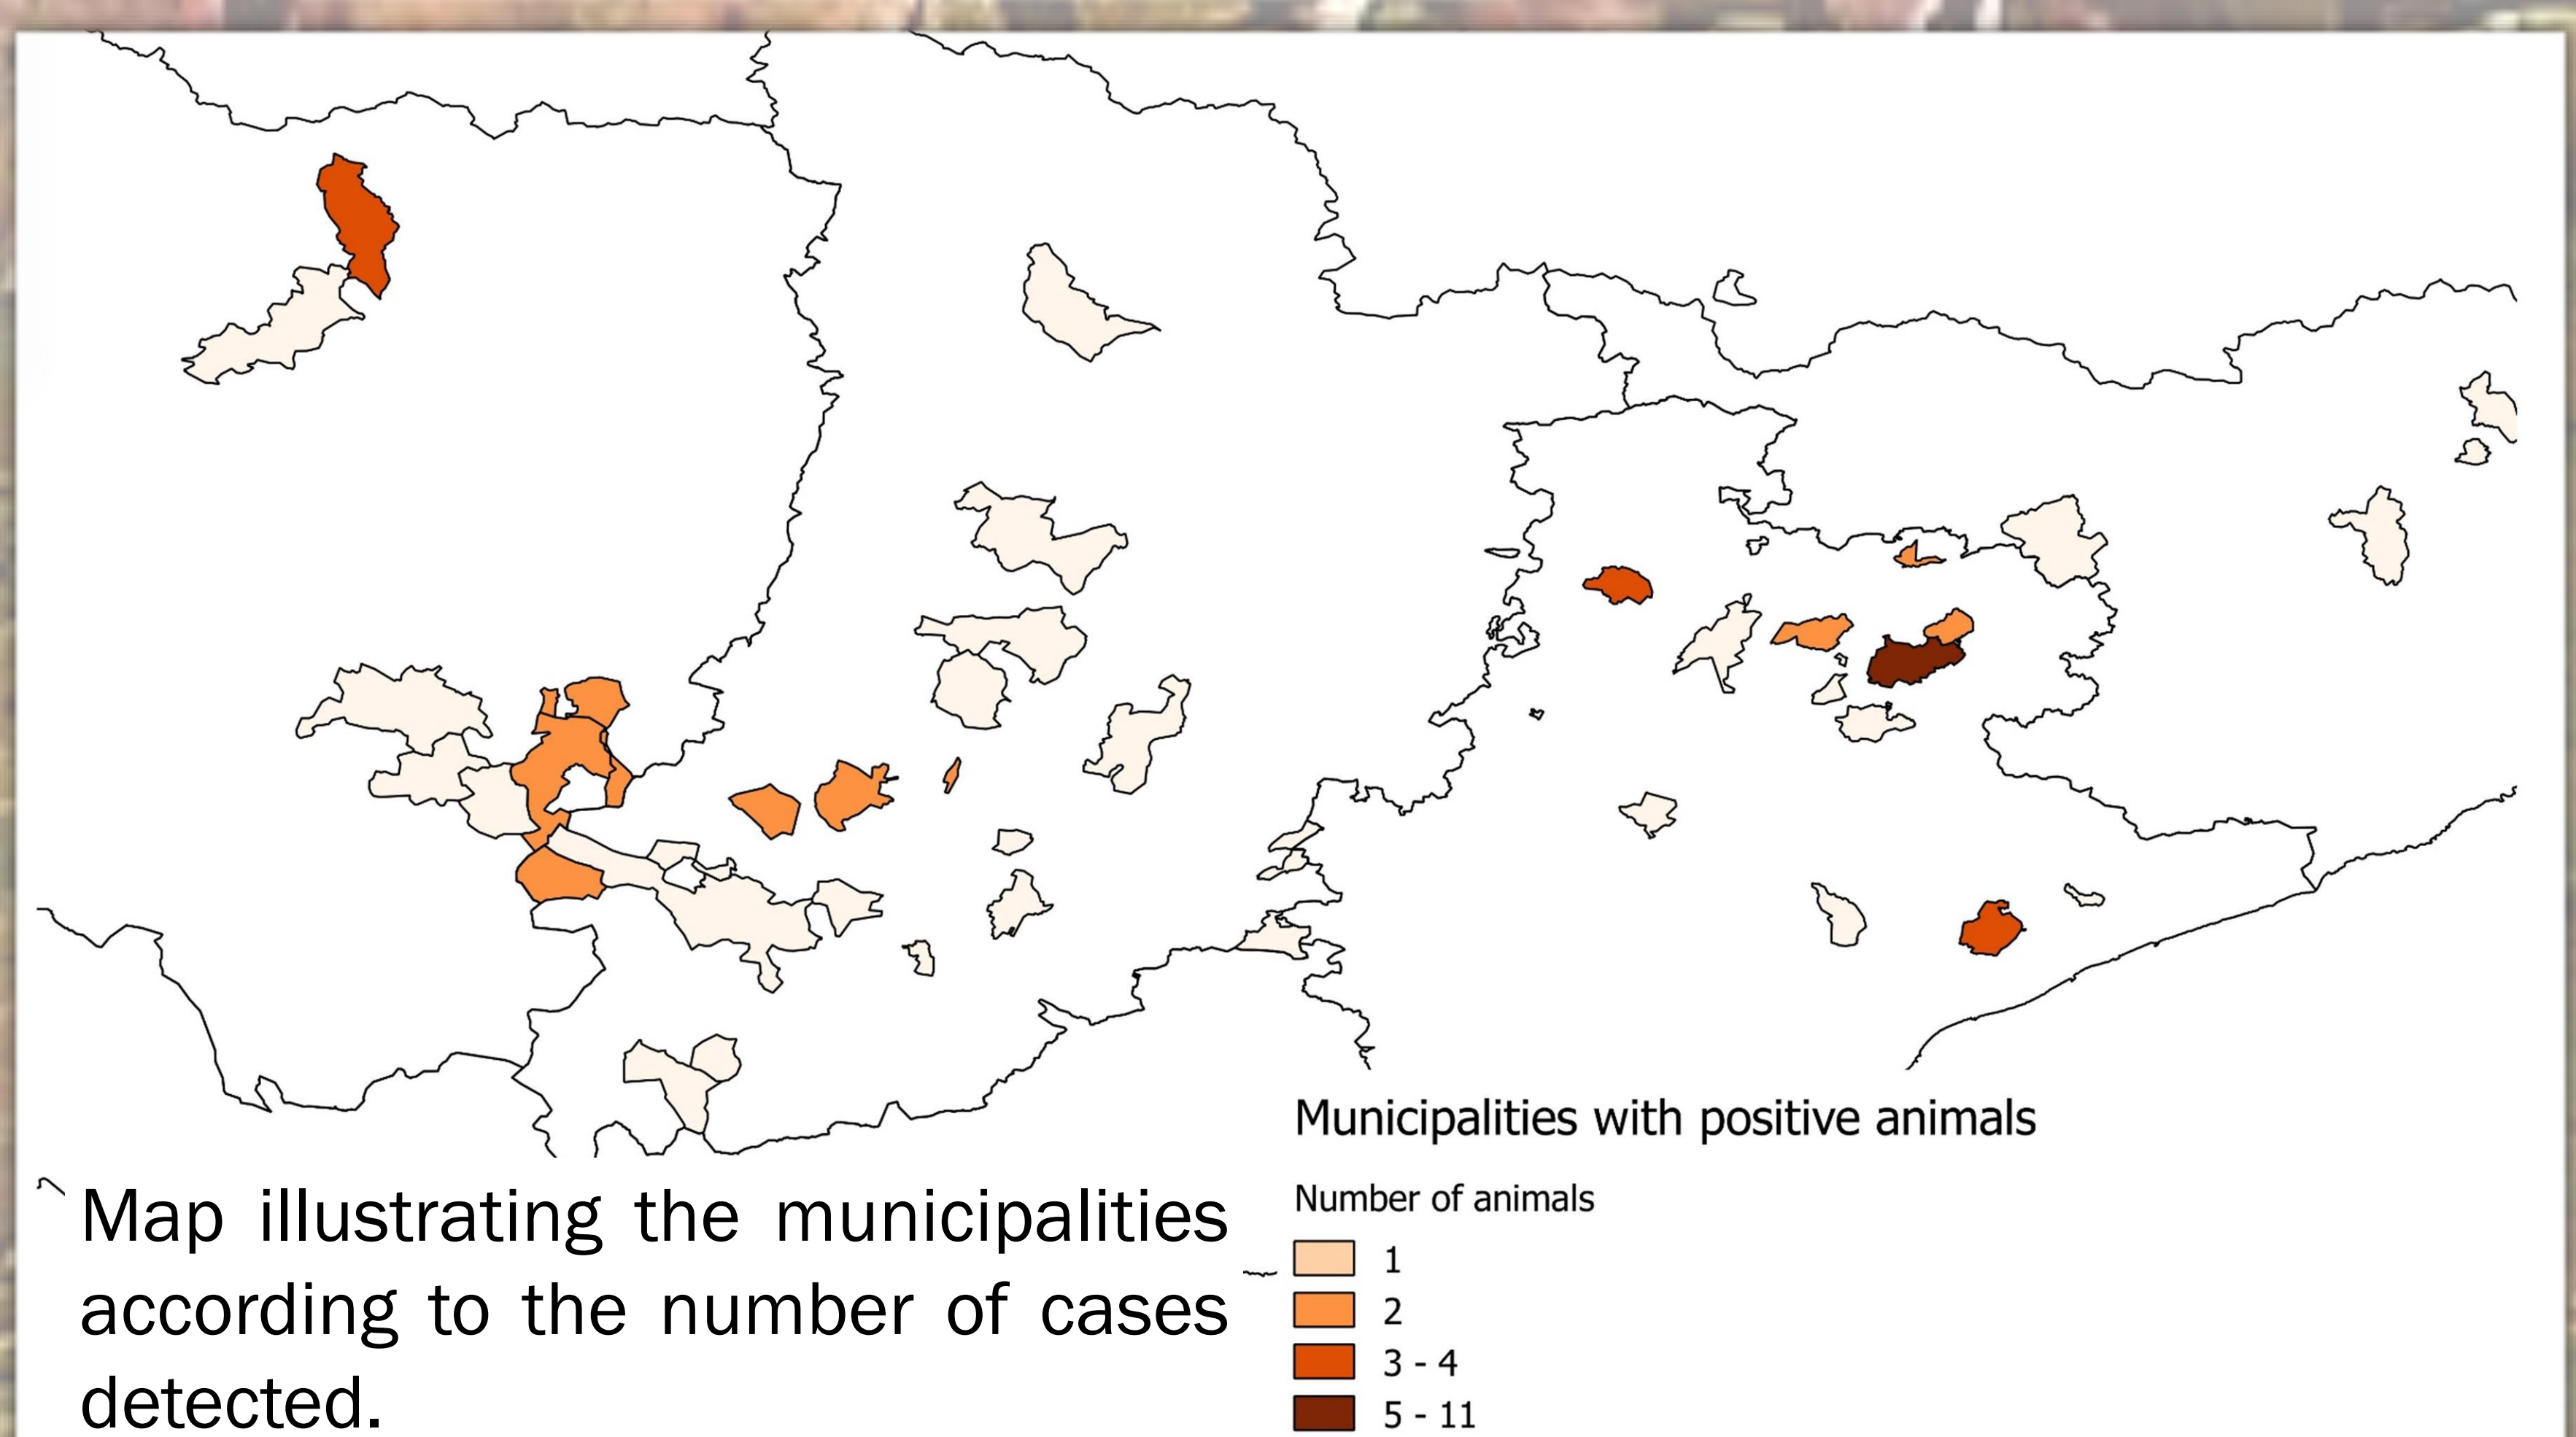 Municipalities with positive animals
Map illustrating the municipalities
according to the number of cases
detected.
Number of animals
1
2
3 - 4
5 - 11